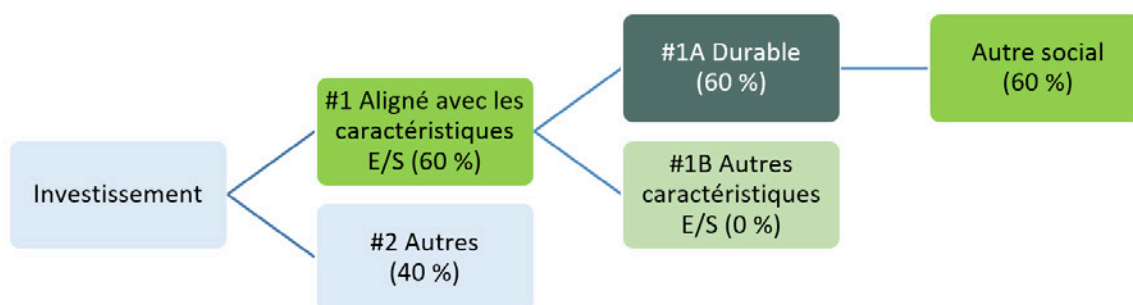 Investissement
#1 Aligné avec les
caractéristiques
E/S (60 %)
#2 Autres
(40 %)
#1A Durable
(60 %)
#1B Autres
caractéristiques
E/S (0 %)
Autre social
(60 %)